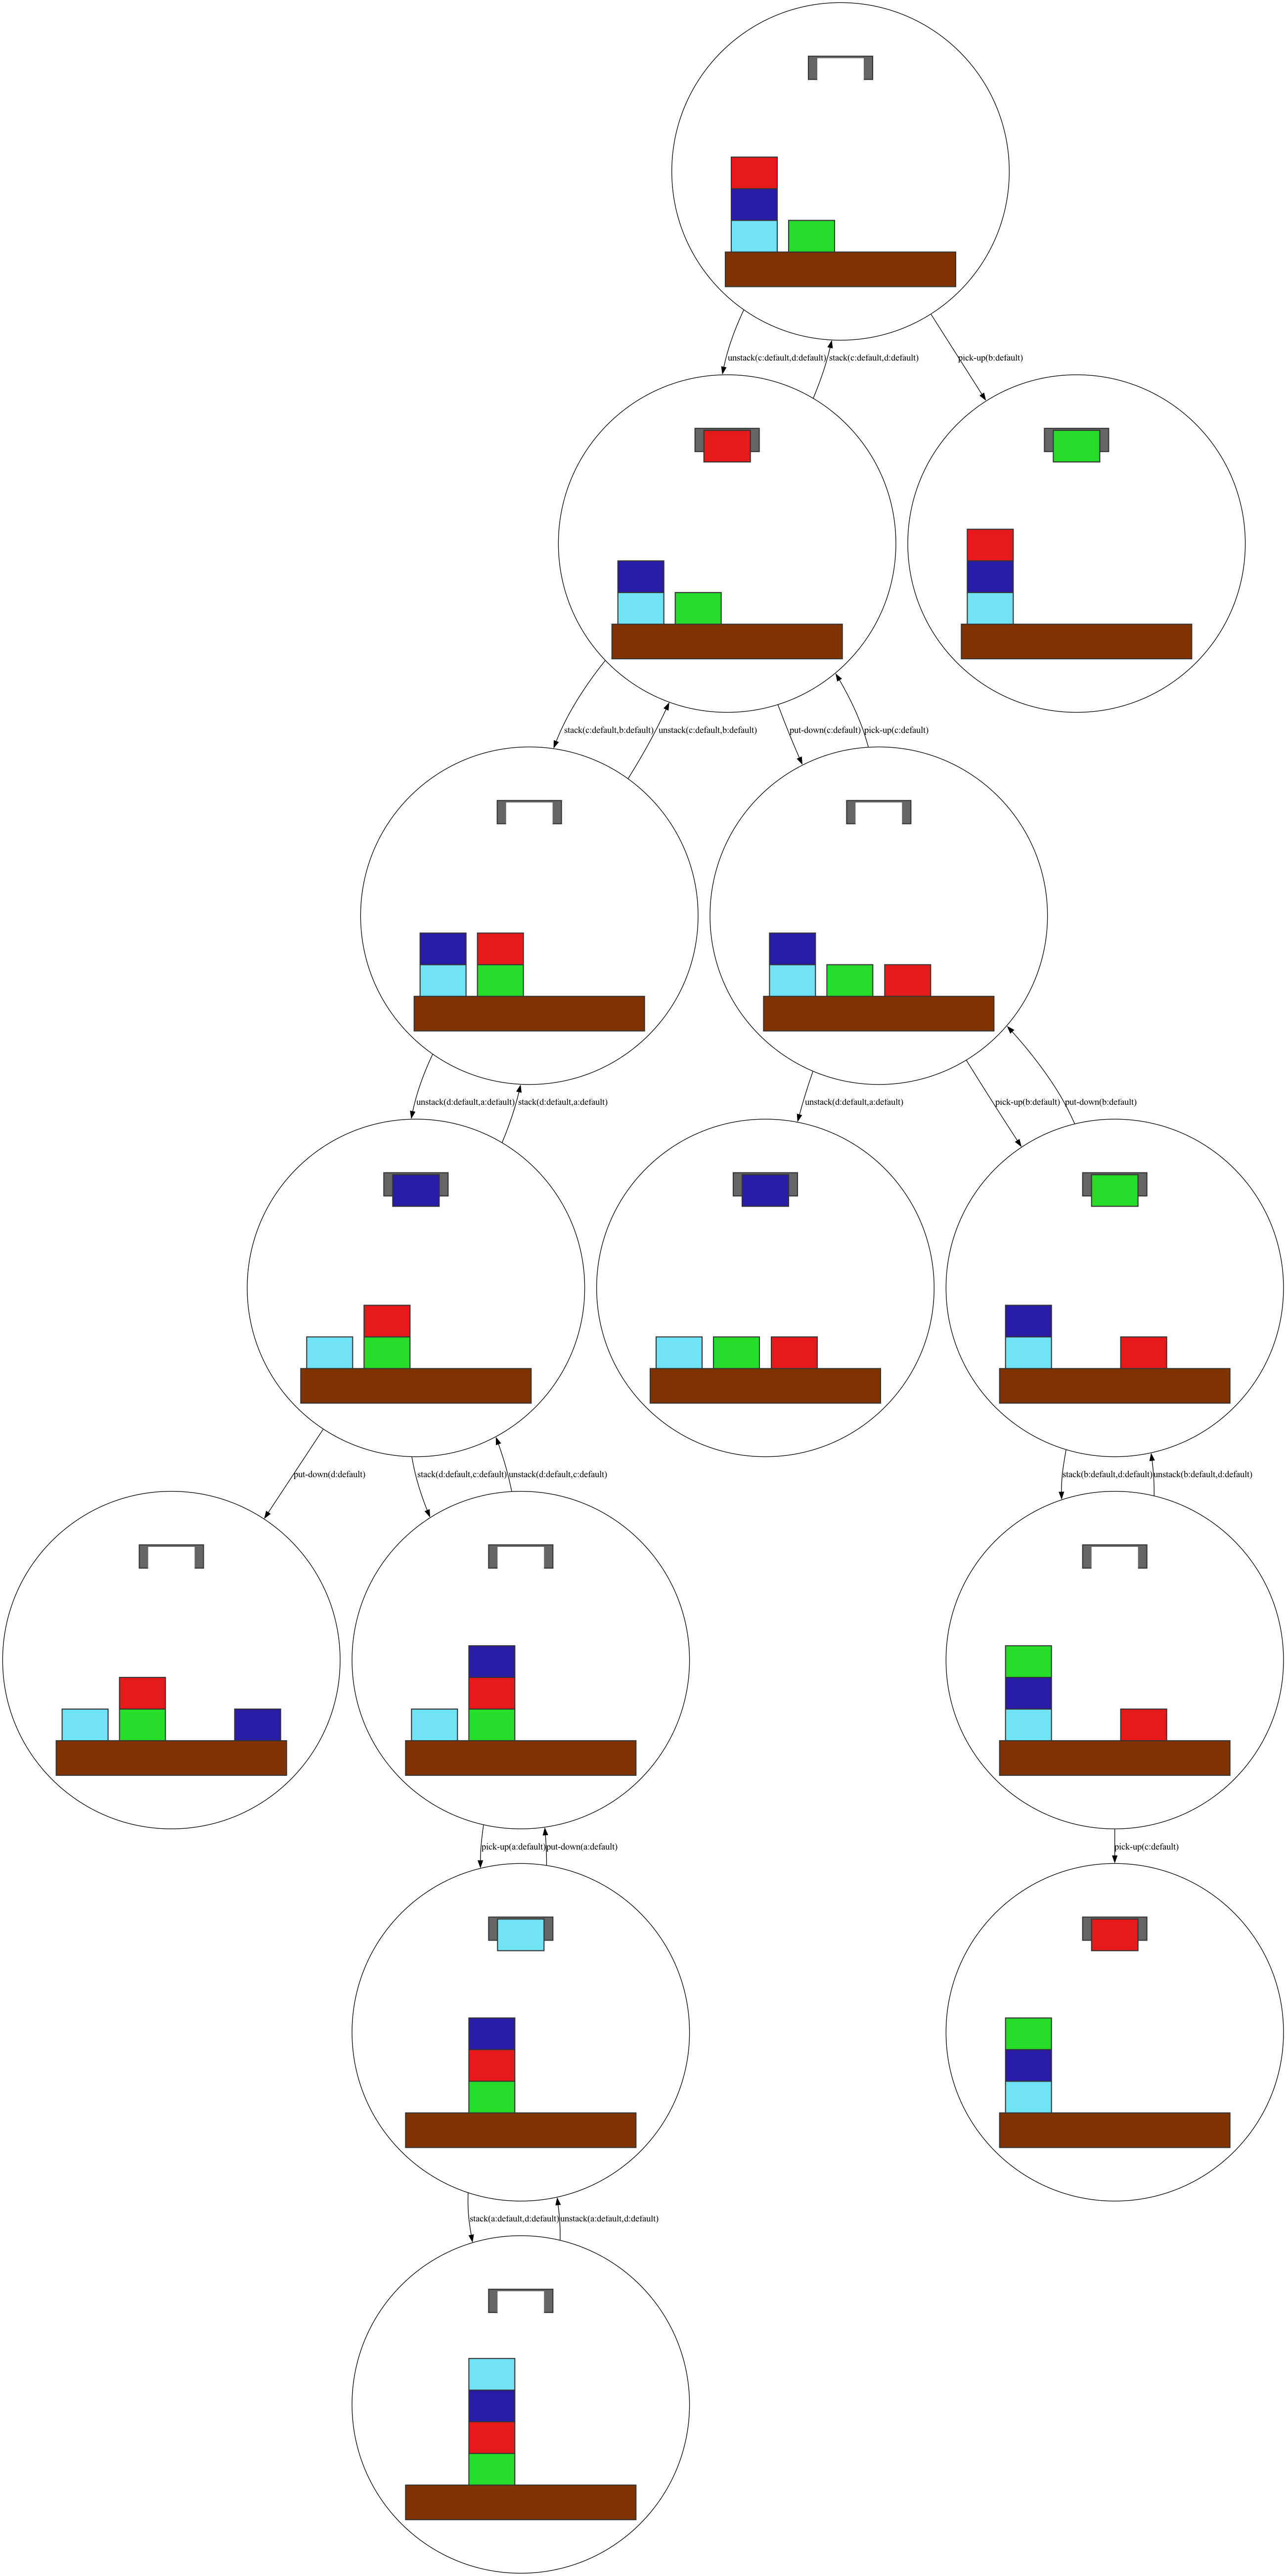 unstack(c:default,d:default)
stack(c:default,d:default)
pick-up(b:default)
stack(c:default,b:default)
unstack(c:default,b:default)
put-down(c:default)
pick-up(c:default)
unstack(d:default,a:default)
stack(d:default,a:default)
unstack(d:default,a:default)
pick-up(b:default)
put-down(b:default)
put-down(d:default)
stack(d:default,c:default)
unstack(d:default,c:default)
stack(b:default,d:default)
unstack(b:default,d:default)
pick-up(a:default)
put-down(a:default)
pick-up(c:default)
stack(a:default,d:default)
unstack(a:default,d:default)